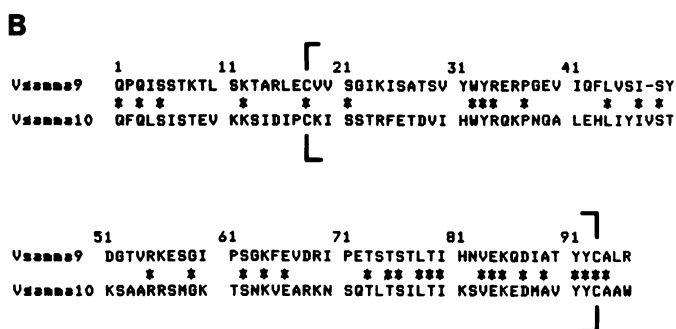 B
1 11 21 31 41
Vgamma9 QPQISSTKTL SKTARLECVV SGIKISATSV YWYRERPGEV IQFLVSI-SY
* * * * * * *** * * * * *
Vgamma10 QFQLSISTEV KKSIDIPCKI SSTRFETDVI HWYRQKPNQA LEHLIYIVST
51 61 71 81 91
Vgamma9 DGTVRKESGI PSGKFEVDRI PETSTSTLTI HNVEKQDIAT YYCALR
* * * * * * ** *** *** * * ****
Vgamma10 KSAARRSMGK TSNKVEARKN SQTLTSILTI KSVEKEDMAV YYCAAW